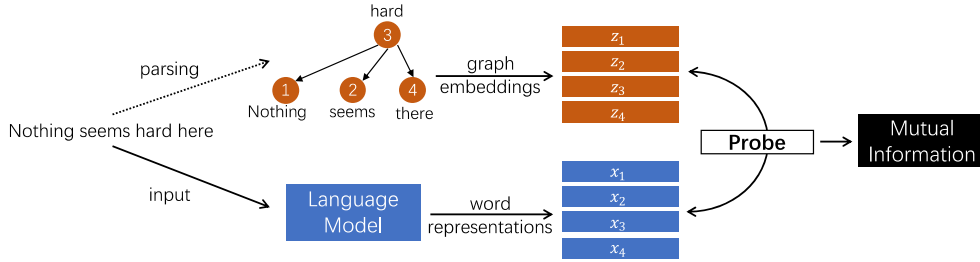 hard
3
parsing
1
2
4
Nothing
seems
there
graph
embeddings
z₁
z₂
z₃
z₄
Nothing seems hard here
Probe
Mutual
Information
input
Language
Model
word
representations
x₁
x₂
x₃
x₄